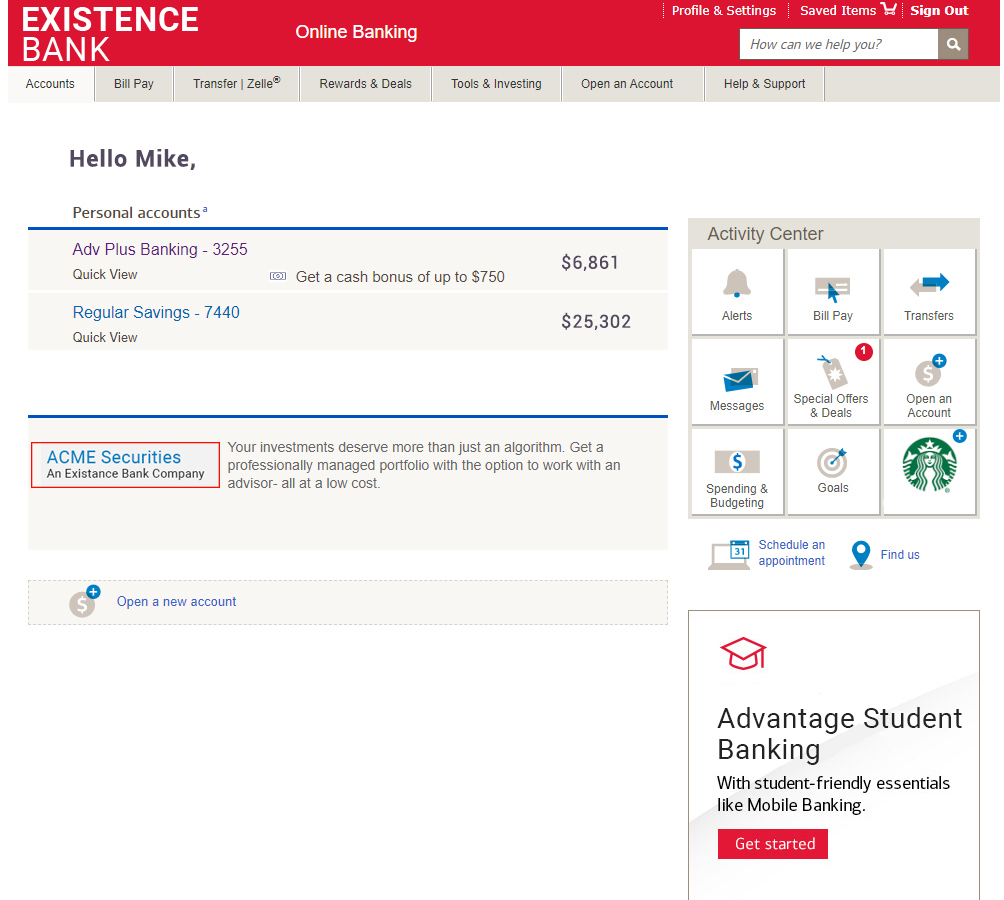 EXISTENCE
BANK
Online Banking
Profile & Settings
Saved Items
Sign Out
How can we help you?
Accounts
Bill Pay
Transfer | Zelle®
Rewards & Deals
Tools & Investing
Open an Account
Help & Support
Hello Mike,
Personal accounts a
Adv Plus Banking - 3255
Quick View
Get a cash bonus of up to $750
$6,861
Regular Savings - 7440
Quick View
$25,302
ACME Securities
An Existance Bank Company
Your investments deserve more than just an algorithm. Get a
professionally managed portfolio with the option to work with an
advisor- all at a low cost.
$
Open a new account
Activity Center
Alerts
Bill Pay
Transfers
Messages
1
Special Offers
& Deals
$
Open an
Account
$
Spending &
Budgeting
Goals
31
Schedule an
appointment
Find us
Advantage Student
Banking
With student-friendly essentials
like Mobile Banking.
Get started